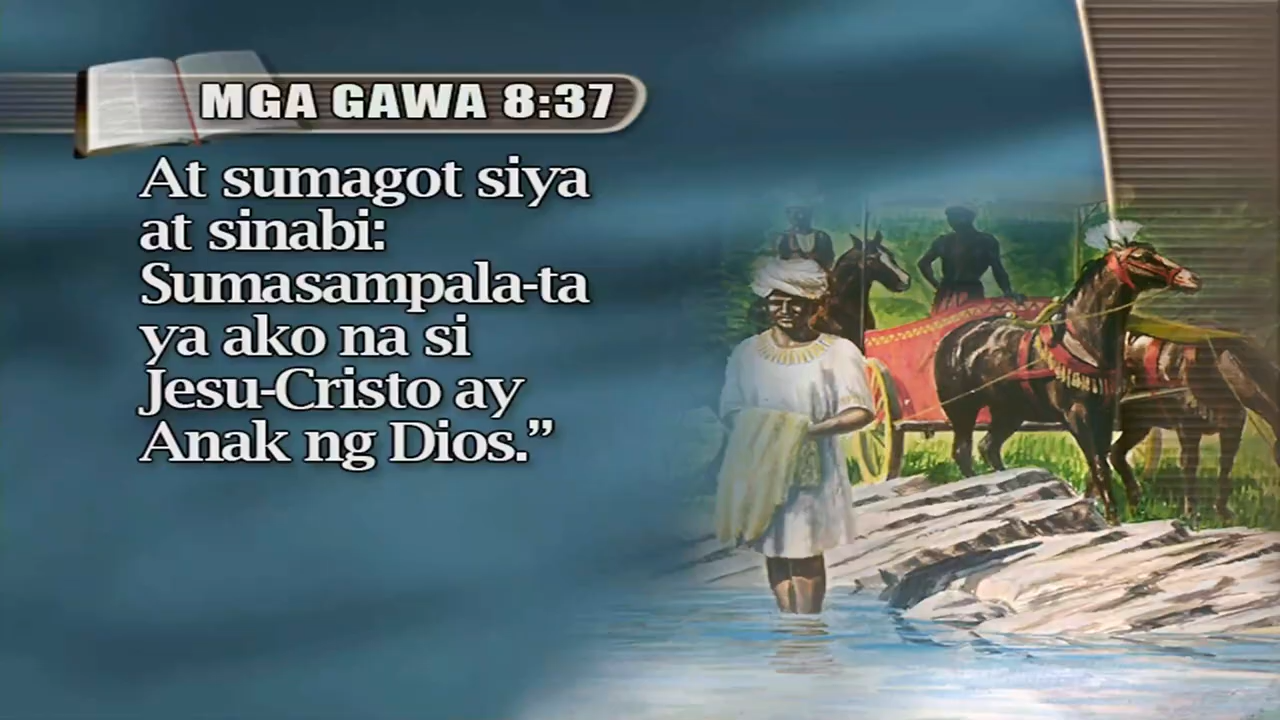 MGA GAWA 8:37
At sumagot siya
at sinabi:
Sumasampala-ta
ya ako na si
Jesu-Cristo ay
Anak ng Dios.”